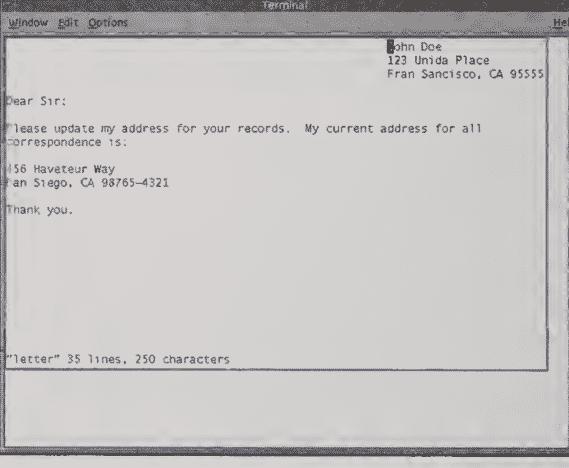 Terminal
Window Edit Options Hel
John Doe
123 Unida Place
Fran Sancisco, CA 95555
Dear Sir:
Please update my address for your records. My current address for all
correspondence is:
456 Haveteur Way
Fan Siego, CA 98765-4321
Thank you.
"letter" 35 lines, 250 characters